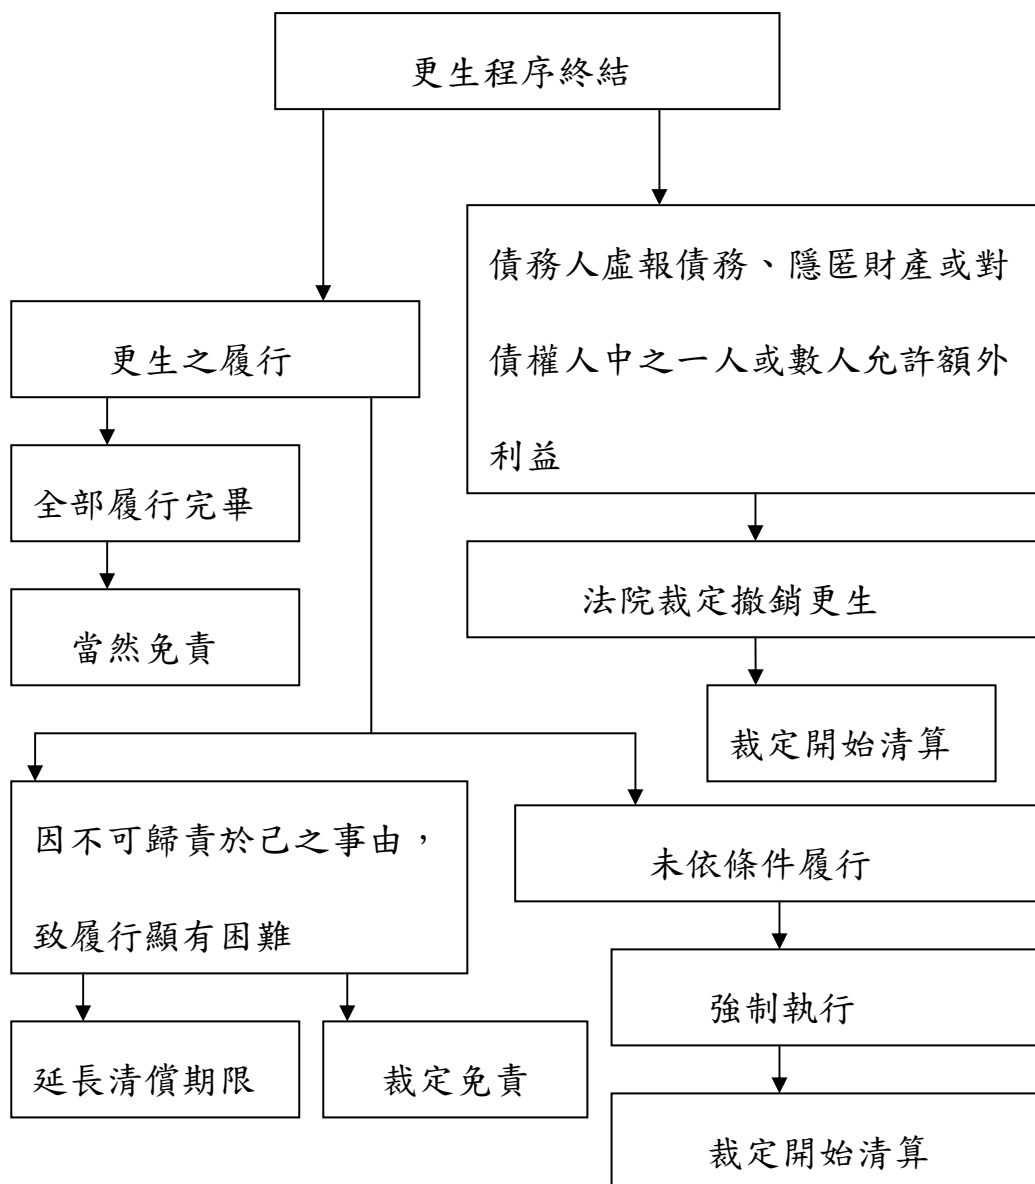 更生程序終結
債務人虛報債務、隱匿財產或對
債權人中之一人或數人允許額外
利益
更生之履行
全部履行完畢
當然免責
法院裁定撤銷更生
裁定開始清算
因不可歸責於己之事由，
致履行顯有困難
未依條件履行
延長清償期限
裁定免責
強制執行
裁定開始清算